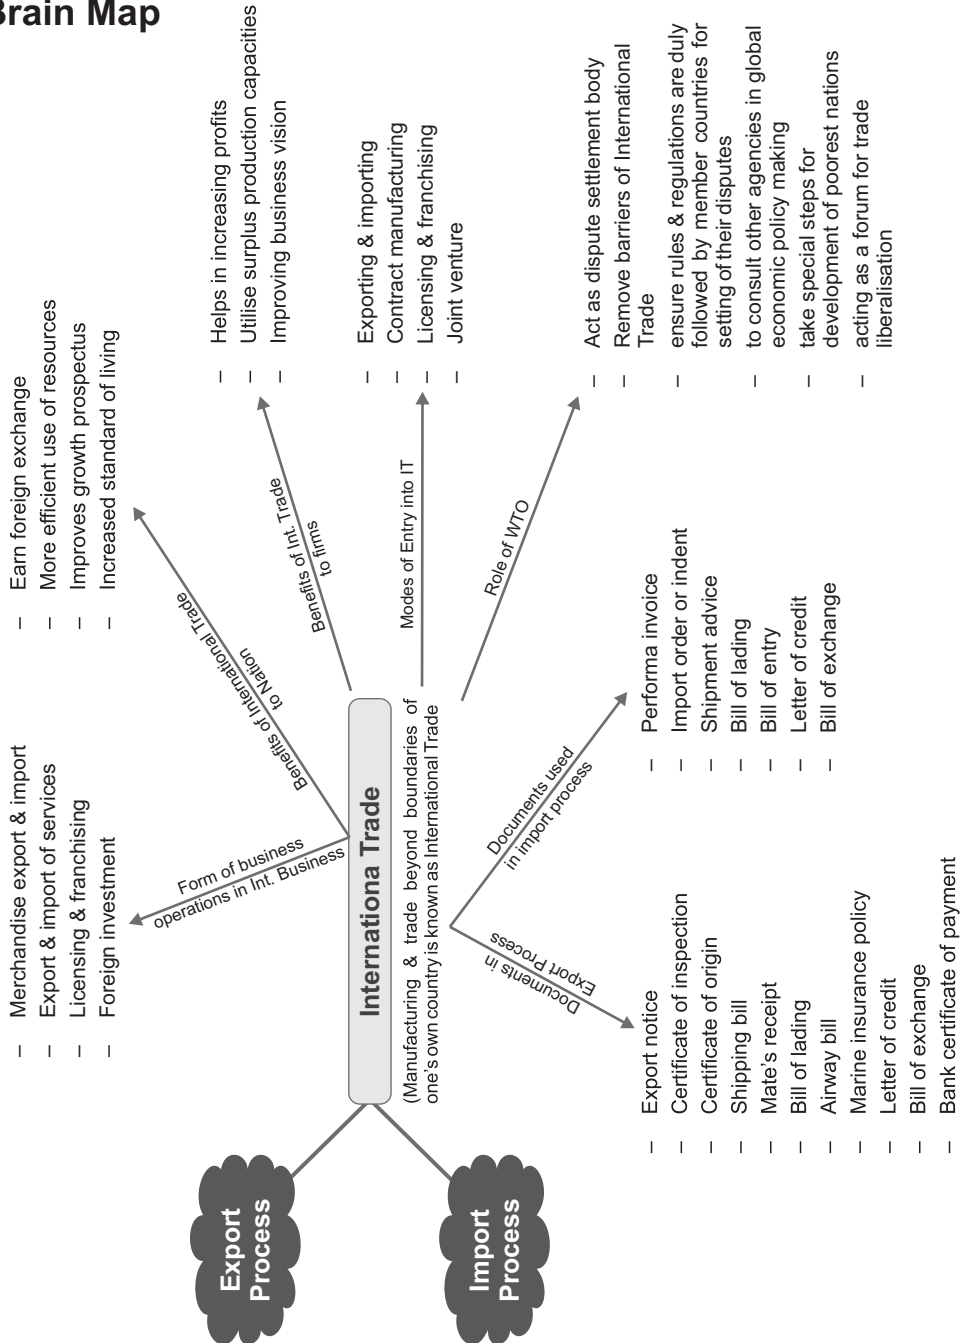 Brain Map
– Merchandise export & import
– Export & import of services
– Licensing & franchising
– Foreign investment
– Earn foreign exchange
– More efficient use of resources
– Improves growth prospectus
– Increased standard of living
Form of business
operations in Int. Business
Benefits of International Trade
to Nation
– Helps in increasing profits
– Utilise surplus production capacities
– Improving business vision
Benefits of Int. Trade
to firms
Export
Process
Import
Process
International Trade
(Manufacturing & trade beyond boundaries of
one's own country is known as International Trade
Modes of Entry into IT
– Exporting & importing
– Contract manufacturing
– Licensing & franchising
– Joint venture
Role of WTO
– Act as dispute settlement body
– Remove barriers of International
Trade
– ensure rules & regulations are duly
followed by member countries for
setting of their disputes
– to consult other agencies in global
economic policy making
– take special steps for
development of poorest nations
– acting as a forum for trade
liberalisation
Documents in
Export Process
– Export notice
– Certificate of inspection
– Certificate of origin
– Shipping bill
– Mate's receipt
– Bill of lading
– Airway bill
– Marine insurance policy
– Letter of credit
– Bill of exchange
– Bank certificate of payment
Documents used
in import process
– Performa invoice
– Import order or indent
– Shipment advice
– Bill of lading
– Bill of entry
– Letter of credit
– Bill of exchange